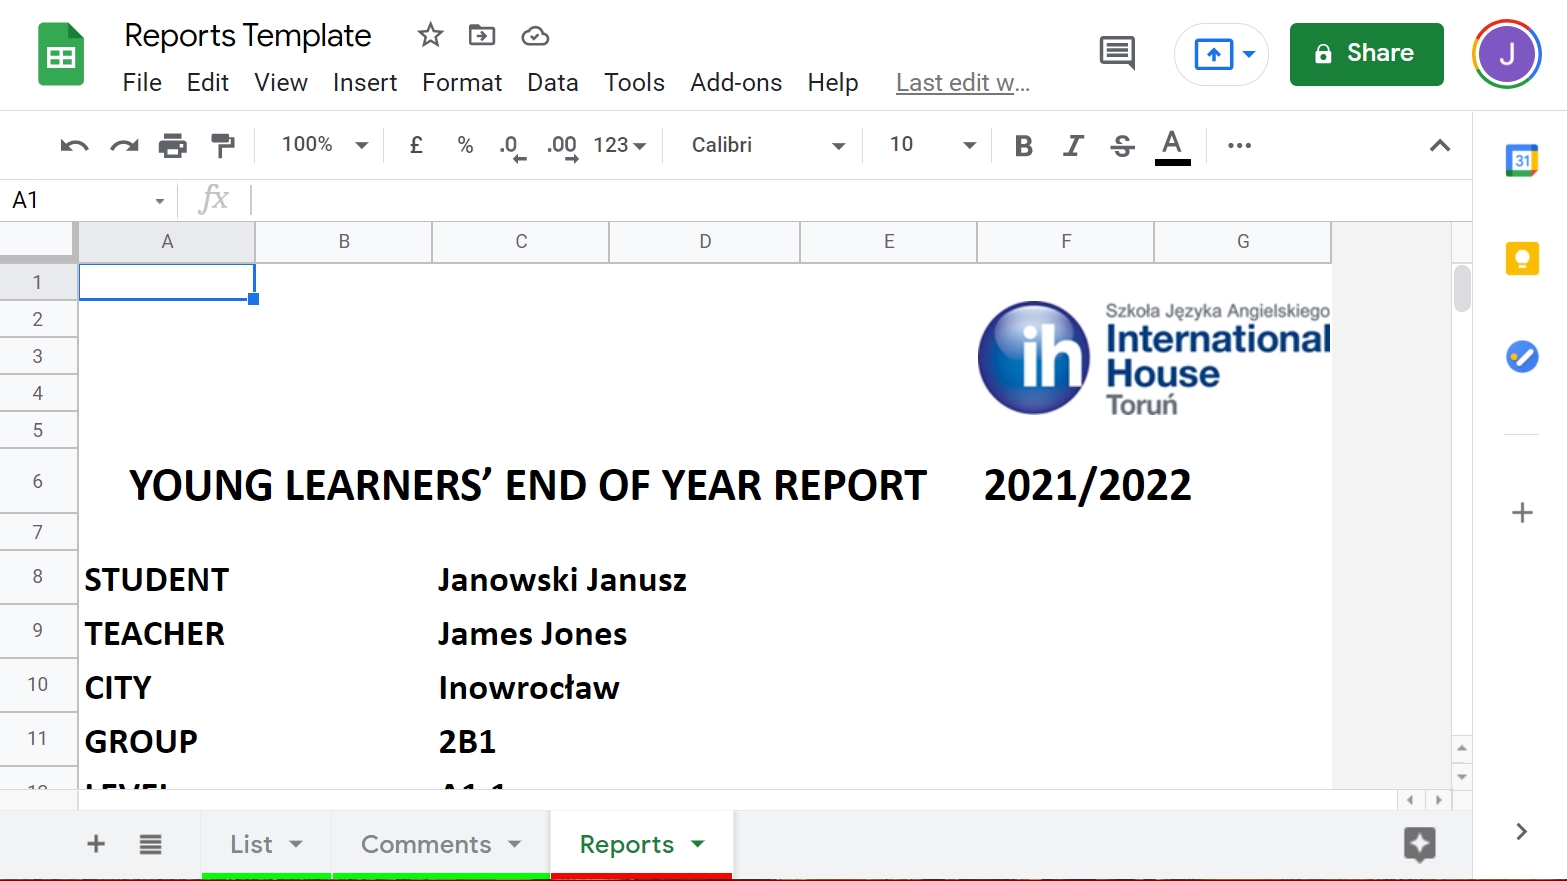 Reports Template
File Edit View Insert Format Data Tools Add-ons Help Last edit w...
Share
J
100% £ % .0 .00 123 Calibri 10 B I S A
31
A1 fx
A B C D E F G
1
2
3
4
5
6
7
8
9
10
11
Szkoła Języka Angielskiego
ih International
House
Toruń
YOUNG LEARNERS’ END OF YEAR REPORT 2021/2022
STUDENT Janowski Janusz
TEACHER James Jones
CITY Inowrocław
GROUP 2B1
List Comments Reports